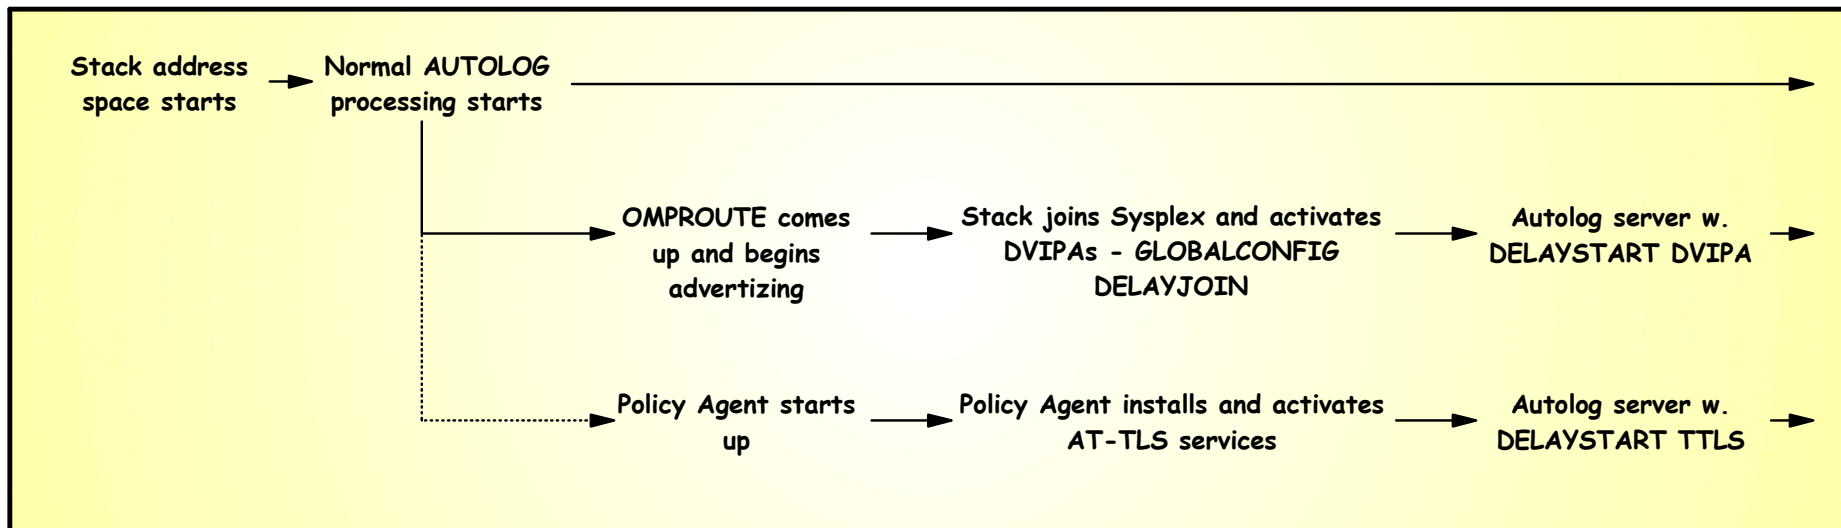 Stack address
space starts
Normal AUTOLOG
processing starts
OMPROUTE comes
up and begins
advertizing
Stack joins Sysplex and activates
DVIPAs - GLOBALCONFIG
DELAYJOIN
Autolog server w.
DELAYSTART DVIPA
Policy Agent starts
up
Policy Agent installs and activates
AT-TLS services
Autolog server w.
DELAYSTART TTLS